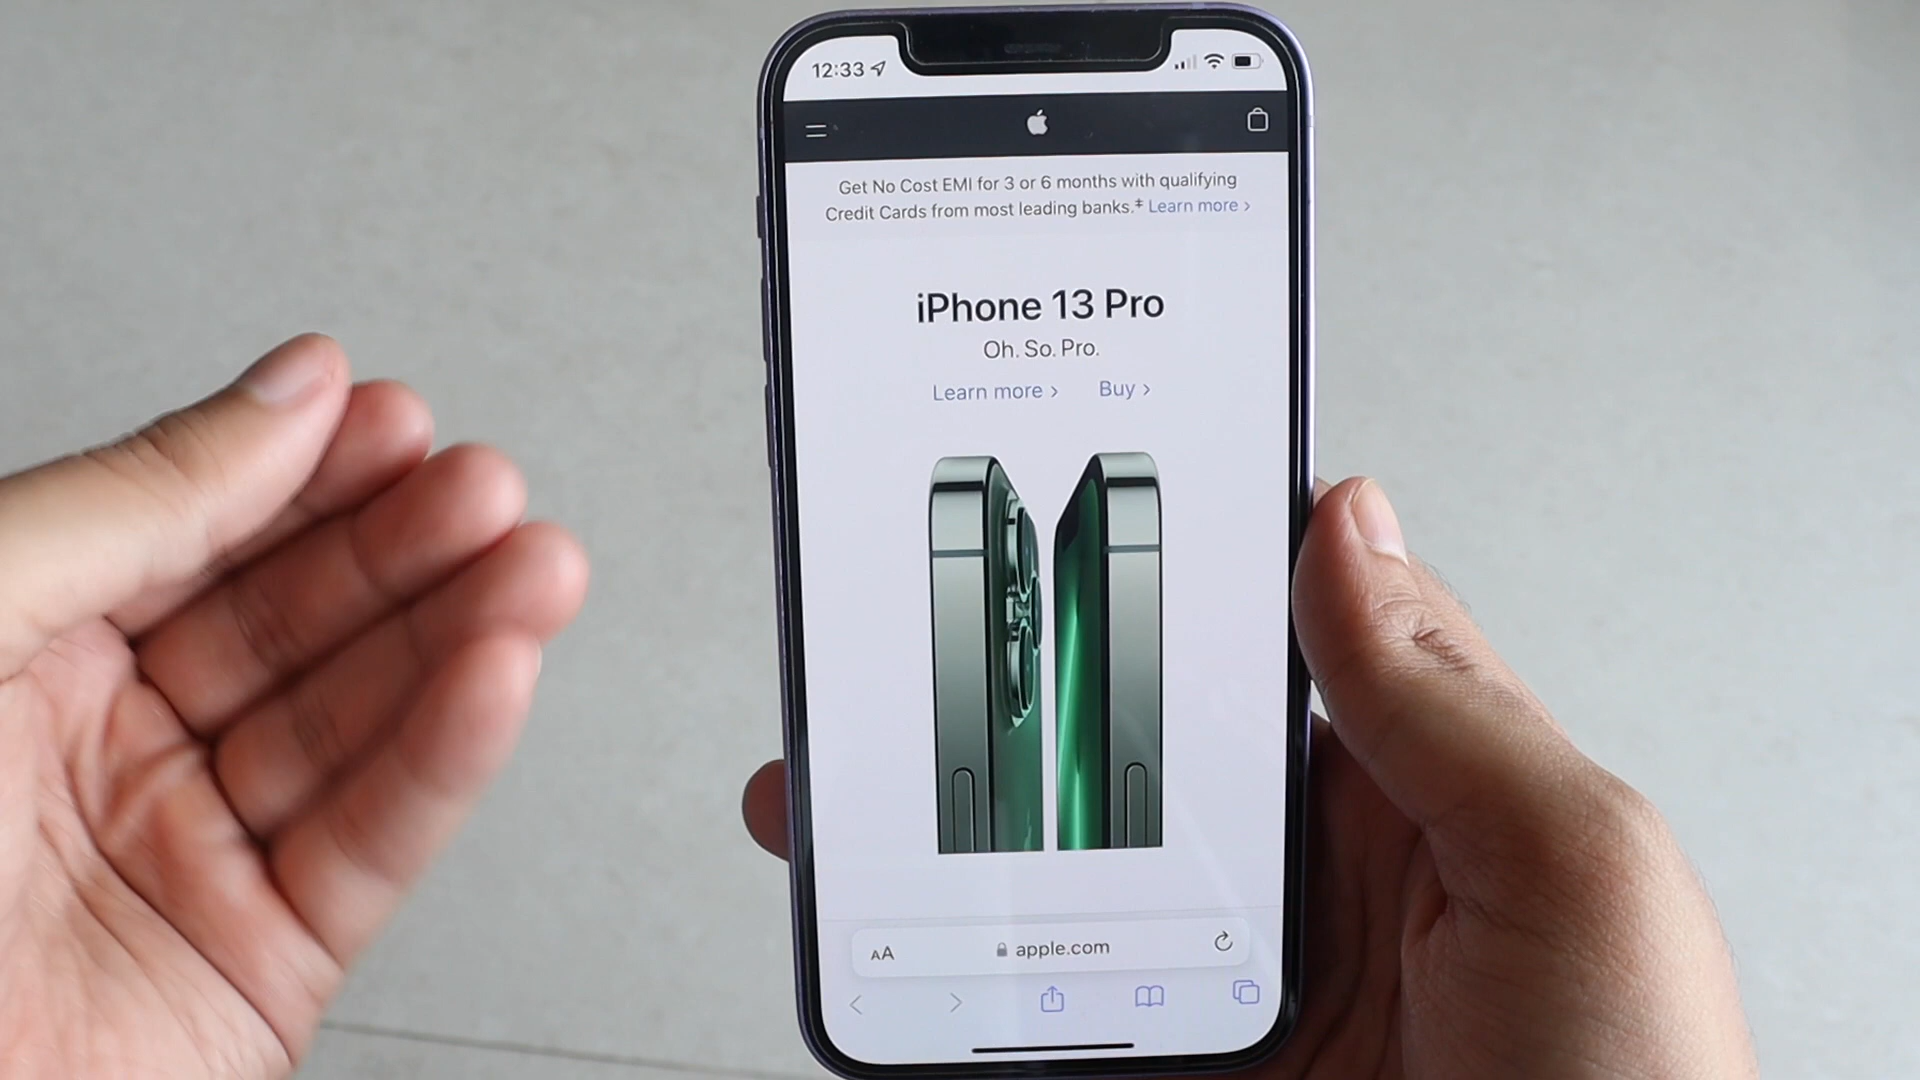 12:33
Get No Cost EMI for 3 or 6 months with qualifying
Credit Cards from most leading banks.‡ Learn more >
iPhone 13 Pro
Oh. So. Pro.
Learn more > Buy >
AA apple.com